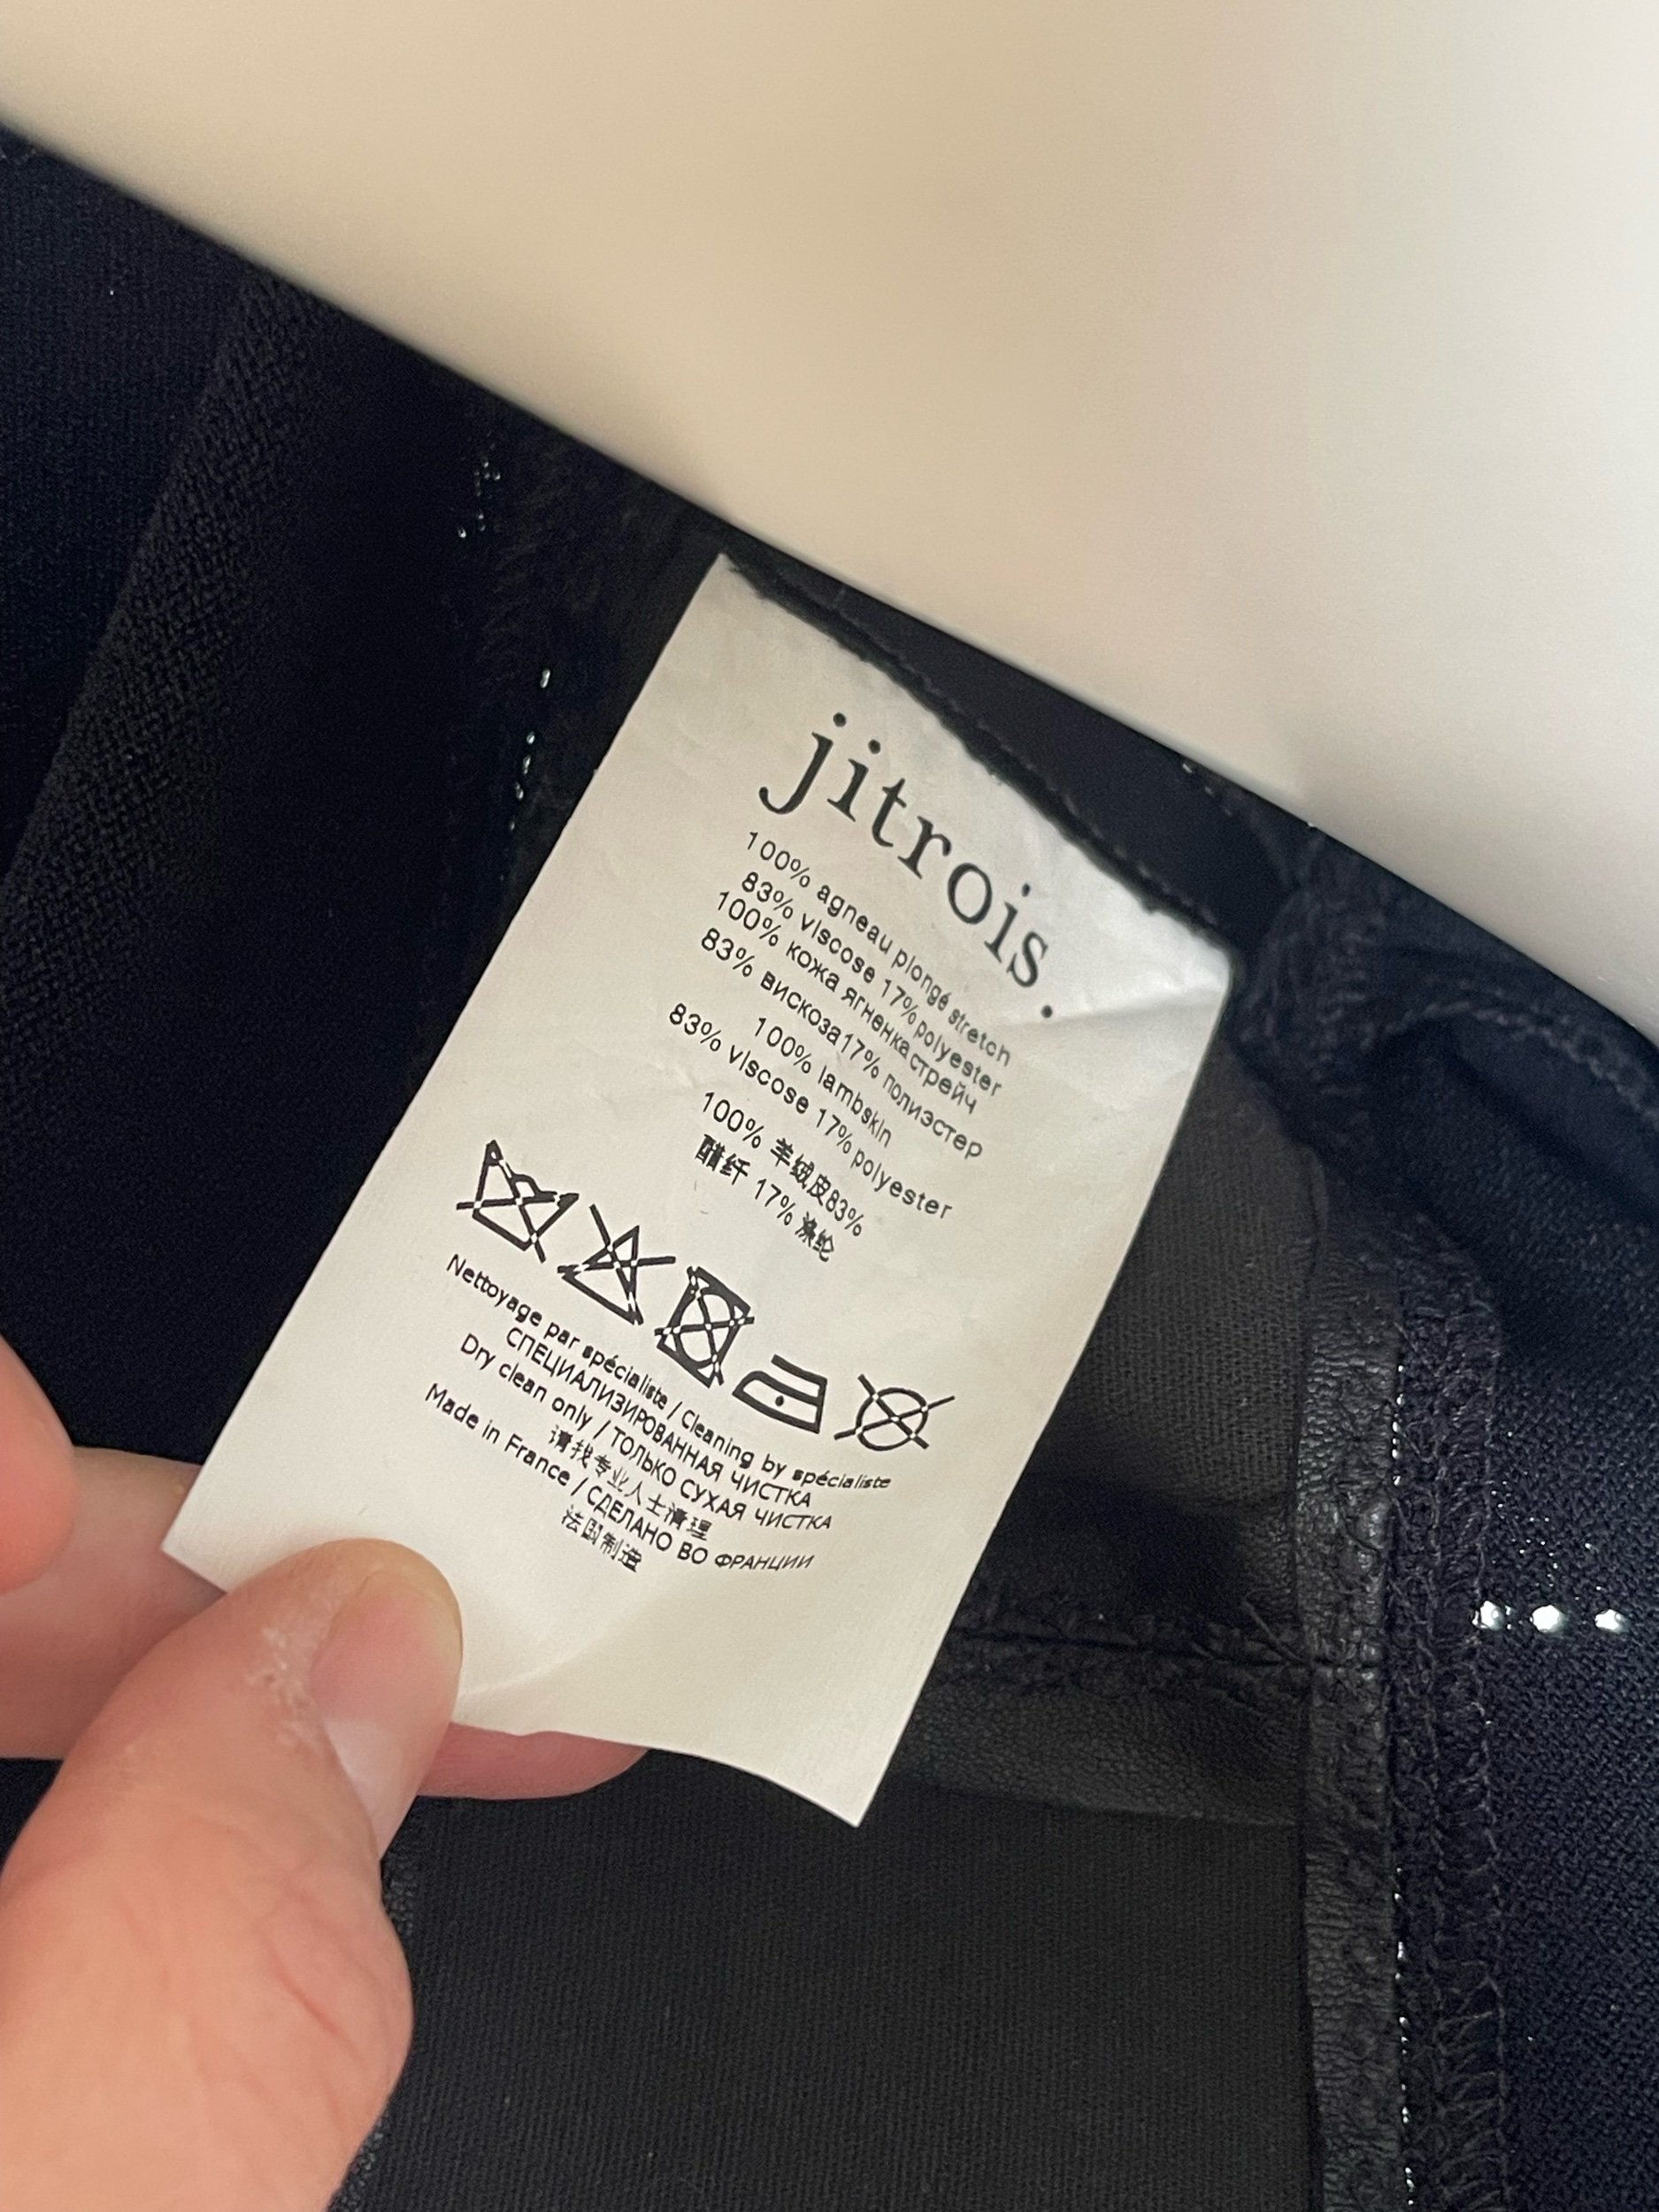 jitrois.
100% agneau plongé stretch
83% viscose 17% polyester
100% кожа ягненка стрейч
83% вискоза17% полиэстер
100% lambskin
83% viscose 17% polyester
100% 羊绒皮83%
醋纤 17% 涤纶
Nettoyage par spécialiste / Cleaning by spécialiste
СПЕЦИАЛИЗИРОВАННАЯ ЧИСТКА
Dry clean only / ТОЛЬКО СУХАЯ ЧИСТКА
请找专业人士清理
Made in France / СДЕЛАНО ВО ФРАНЦИИ
法国制造